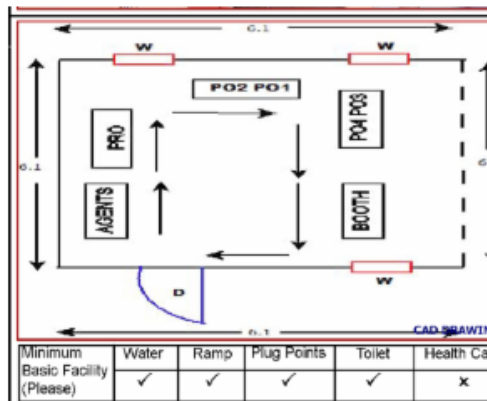 6.1
W W
PO2 PO1
PRO
PO4 PO3
6.1
AGENTS
BOOTH
D
W
6.1
CAD DRAWIN
Minimum Basic Facility (Please) Water Ramp Plug Points Toilet Health Ca
✓ ✓ ✓ ✓ x